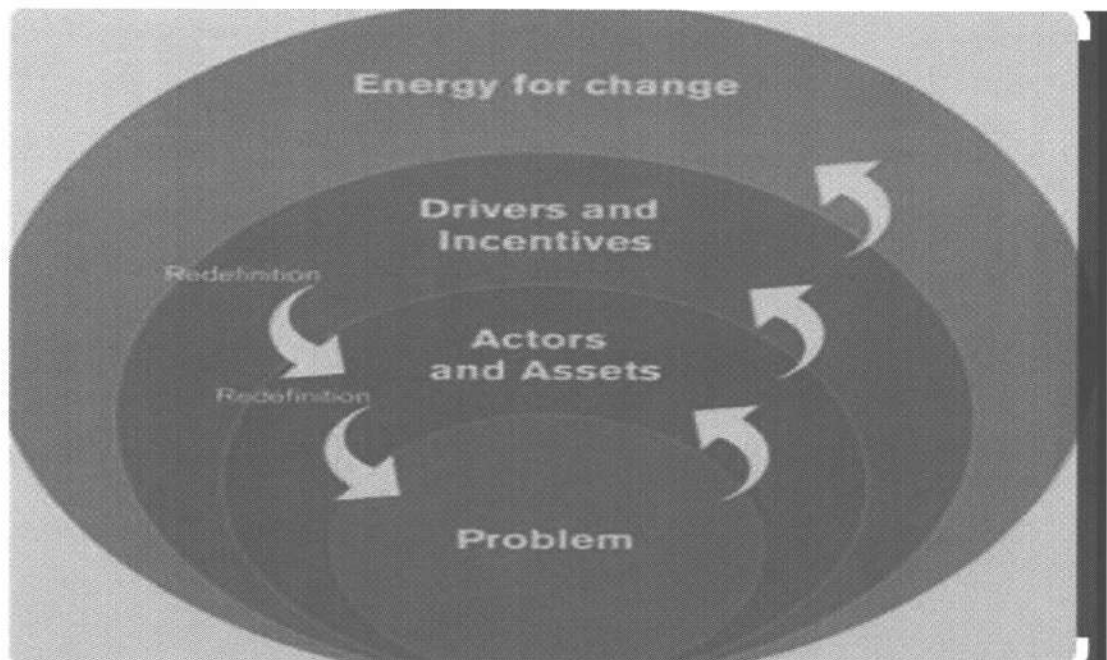 Energy for change
Drivers and
Incentives
Redefinition
Actors
and Assets
Redefinition
Problem